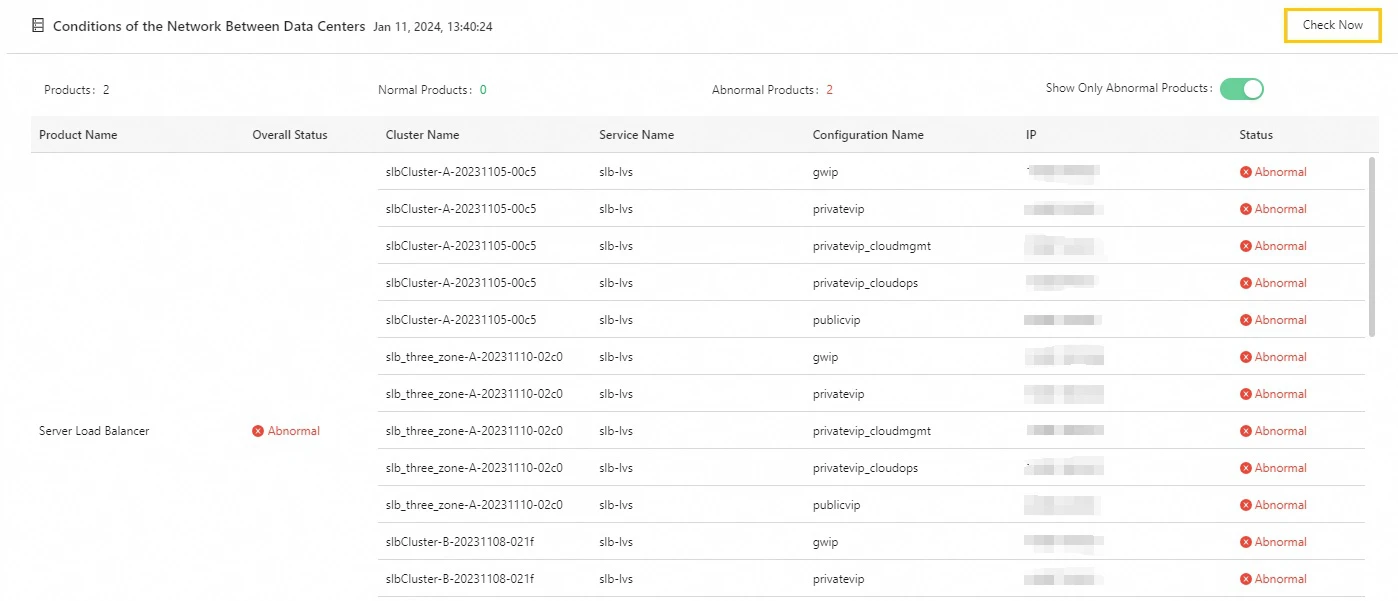 Conditions of the Network Between Data Centers Jan 11, 2024, 13:40:24 Check Now
Products: 2 Normal Products: 0 Abnormal Products: 2 Show Only Abnormal Products:
Product Name Overall Status Cluster Name Service Name Configuration Name IP Status
slbCluster-A-20231105-00c5 slb-lvs gwip Abnormal
slbCluster-A-20231105-00c5 slb-lvs privatevip Abnormal
slbCluster-A-20231105-00c5 slb-lvs privatevip_cloudmgmt Abnormal
slbCluster-A-20231105-00c5 slb-lvs privatevip_cloudops Abnormal
slbCluster-A-20231105-00c5 slb-lvs publicvip Abnormal
slb_three_zone-A-20231110-02c0 slb-lvs gwip Abnormal
slb_three_zone-A-20231110-02c0 slb-lvs privatevip Abnormal
Server Load Balancer Abnormal slb_three_zone-A-20231110-02c0 slb-lvs privatevip_cloudmgmt Abnormal
slb_three_zone-A-20231110-02c0 slb-lvs privatevip_cloudops Abnormal
slb_three_zone-A-20231110-02c0 slb-lvs publicvip Abnormal
slbCluster-B-20231108-021f slb-lvs gwip Abnormal
slbCluster-B-20231108-021f slb-lvs privatevip Abnormal